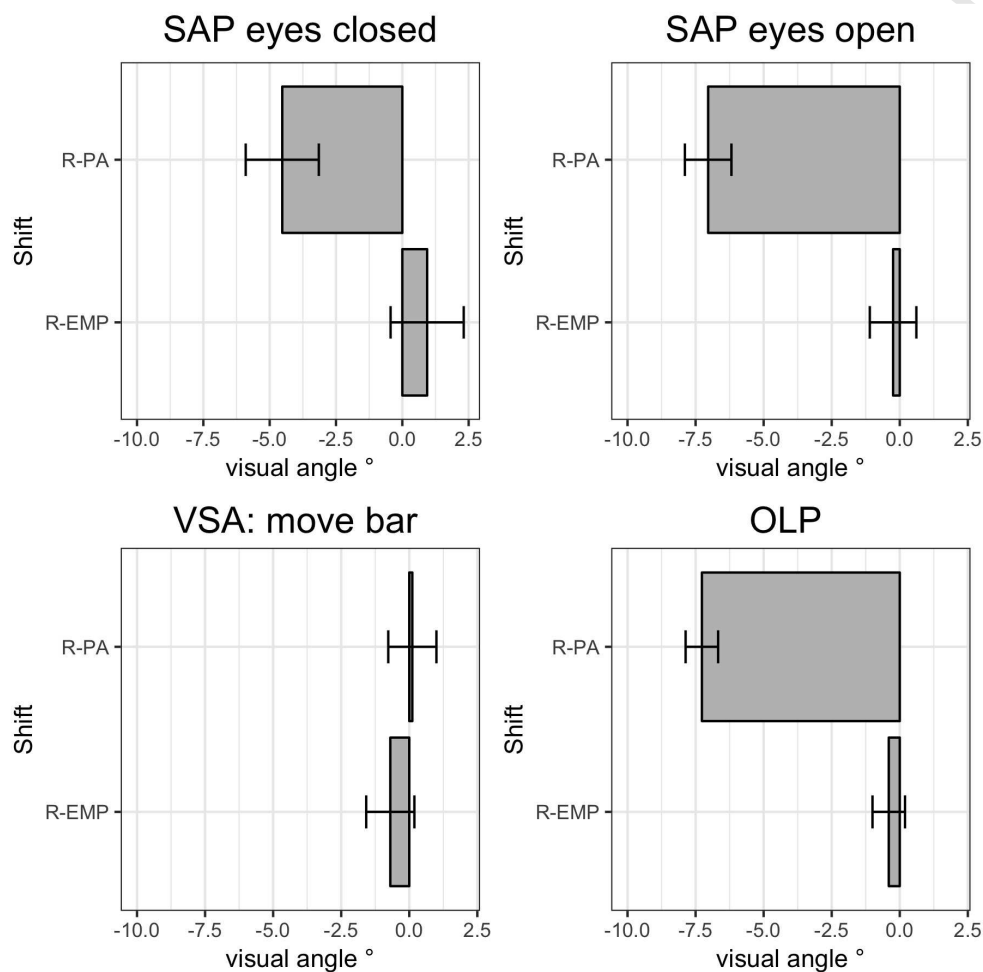 SAP eyes closed
Shift
R-PA
R-EMP
-10.0 -7.5 -5.0 -2.5 0.0 2.5
visual angle °
SAP eyes open
Shift
R-PA
R-EMP
-10.0 -7.5 -5.0 -2.5 0.0 2.5
visual angle °
VSA: move bar
Shift
R-PA
R-EMP
-10.0 -7.5 -5.0 -2.5 0.0 2.5
visual angle °
OLP
Shift
R-PA
R-EMP
-10.0 -7.5 -5.0 -2.5 0.0 2.5
visual angle °